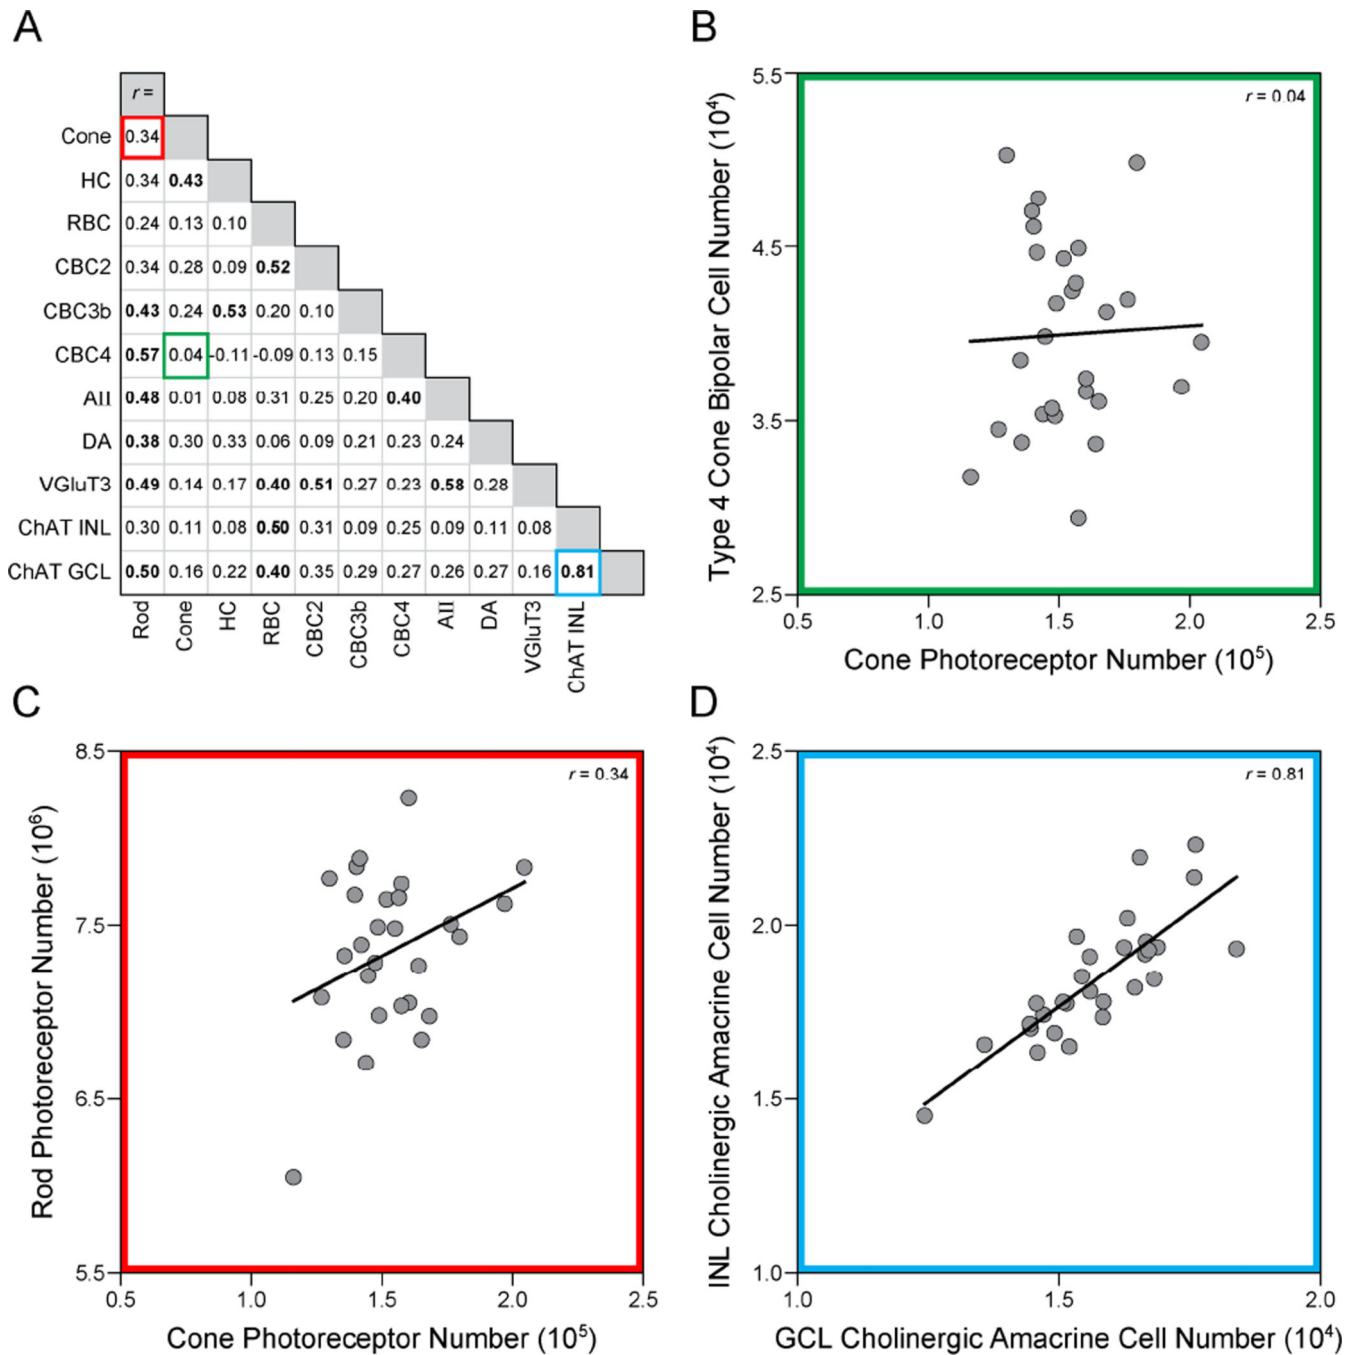 A
r =
Cone 0.34
HC 0.34 0.43
RBC 0.24 0.13 0.10
CBC2 0.34 0.28 0.09 0.52
CBC3b 0.43 0.24 0.53 0.20 0.10
CBC4 0.57 0.04 -0.11 -0.09 0.13 0.15
AII 0.48 0.01 0.08 0.31 0.25 0.20 0.40
DA 0.38 0.30 0.33 0.06 0.09 0.21 0.23 0.24
VGluT3 0.49 0.14 0.17 0.40 0.51 0.27 0.23 0.58 0.28
ChAT INL 0.30 0.11 0.08 0.50 0.31 0.09 0.25 0.09 0.11 0.08
ChAT GCL 0.50 0.16 0.22 0.40 0.35 0.29 0.27 0.26 0.27 0.16 0.81
Rod Cone HC RBC CBC2 CBC3b CBC4 AII DA VGluT3 ChAT INL
B
Type 4 Cone Bipolar Cell Number (10⁴)
5.5
4.5
3.5
2.5
r = 0.04
0.5 1.0 1.5 2.0 2.5
Cone Photoreceptor Number (10⁵)
C
Rod Photoreceptor Number (10⁶)
8.5
7.5
6.5
5.5
r = 0.34
0.5 1.0 1.5 2.0 2.5
Cone Photoreceptor Number (10⁵)
D
INL Cholinergic Amacrine Cell Number (10⁴)
2.5
2.0
1.5
1.0
r = 0.81
1.0 1.5 2.0
GCL Cholinergic Amacrine Cell Number (10⁴)